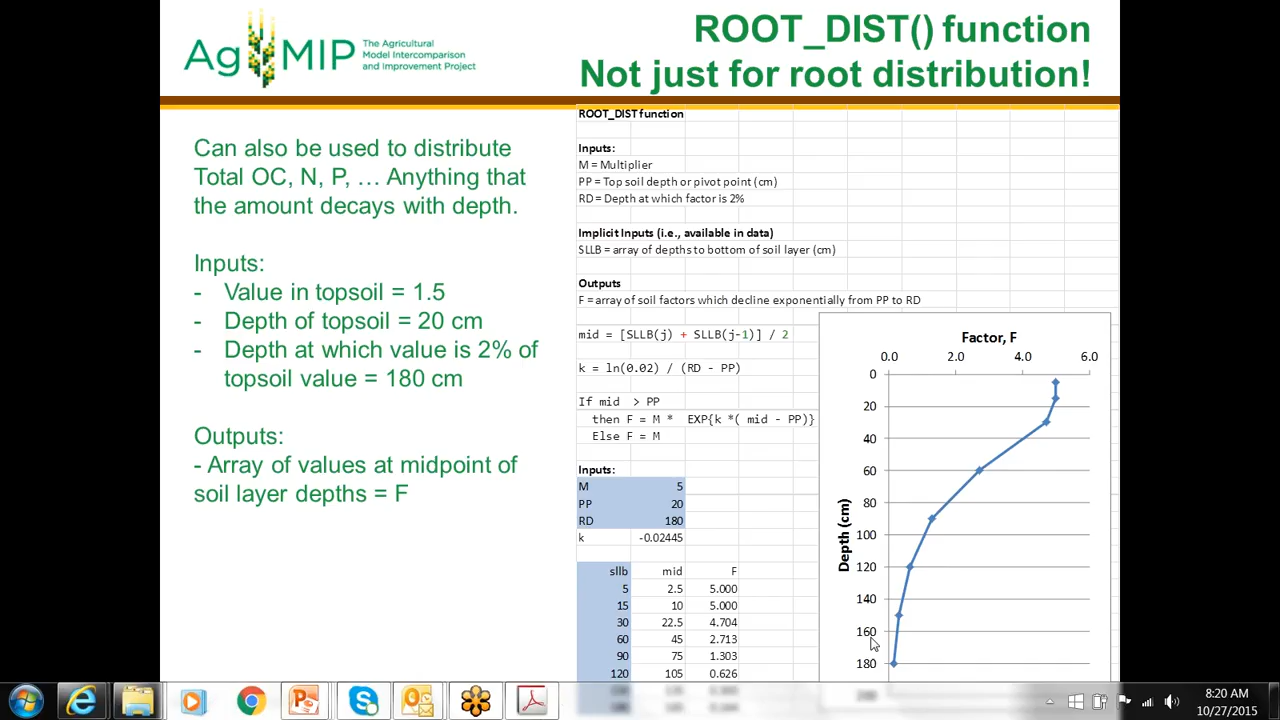 AgMIP
The Agricultural
Model Intercomparison
and Improvement Project
ROOT_DIST() function
Not just for root distribution!
Can also be used to distribute
Total OC, N, P, … Anything that
the amount decays with depth.
Inputs:
- Value in topsoil = 1.5
- Depth of topsoil = 20 cm
- Depth at which value is 2% of
topsoil value = 180 cm
Outputs:
- Array of values at midpoint of
soil layer depths = F
ROOT_DIST function
Inputs:
M = Multiplier
PP = Top soil depth or pivot point (cm)
RD = Depth at which factor is 2%
Implicit Inputs (i.e., available in data)
SLLB = array of depths to bottom of soil layer (cm)
Outputs
F = array of soil factors which decline exponentially from PP to RD
mid = [SLLB(j) + SLLB(j-1)] / 2
k = ln(0.02) / (RD - PP)
If mid > PP
then F = M * EXP{k *( mid - PP)}
Else F = M
Inputs:
M 5
PP 20
RD 180
k -0.02445
sllb mid F
5 2.5 5.000
15 10 5.000
30 22.5 4.704
60 45 2.713
90 75 1.303
120 105 0.626
Factor, F
0.0 2.0 4.0 6.0
0
20
40
60
80
100
120
140
160
180
Depth (cm)
8:20 AM
10/27/2015